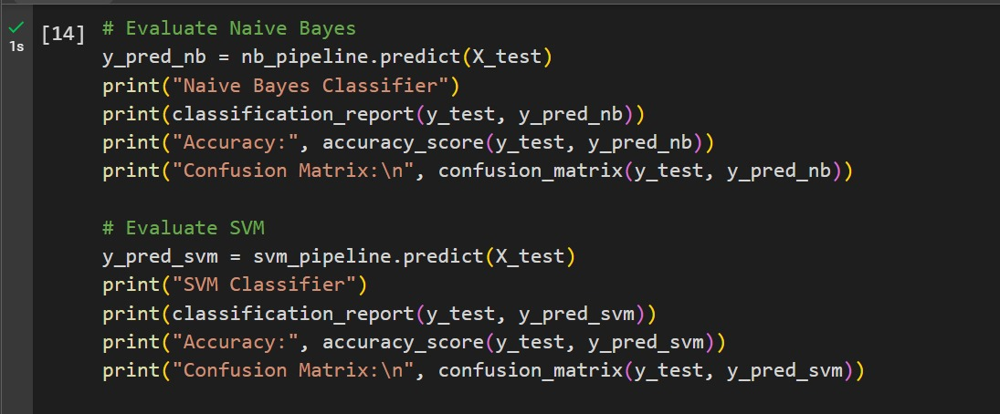 [14]
1s
# Evaluate Naive Bayes
y_pred_nb = nb_pipeline.predict(X_test)
print("Naive Bayes Classifier")
print(classification_report(y_test, y_pred_nb))
print("Accuracy:", accuracy_score(y_test, y_pred_nb))
print("Confusion Matrix:\n", confusion_matrix(y_test, y_pred_nb))

# Evaluate SVM
y_pred_svm = svm_pipeline.predict(X_test)
print("SVM Classifier")
print(classification_report(y_test, y_pred_svm))
print("Accuracy:", accuracy_score(y_test, y_pred_svm))
print("Confusion Matrix:\n", confusion_matrix(y_test, y_pred_svm))